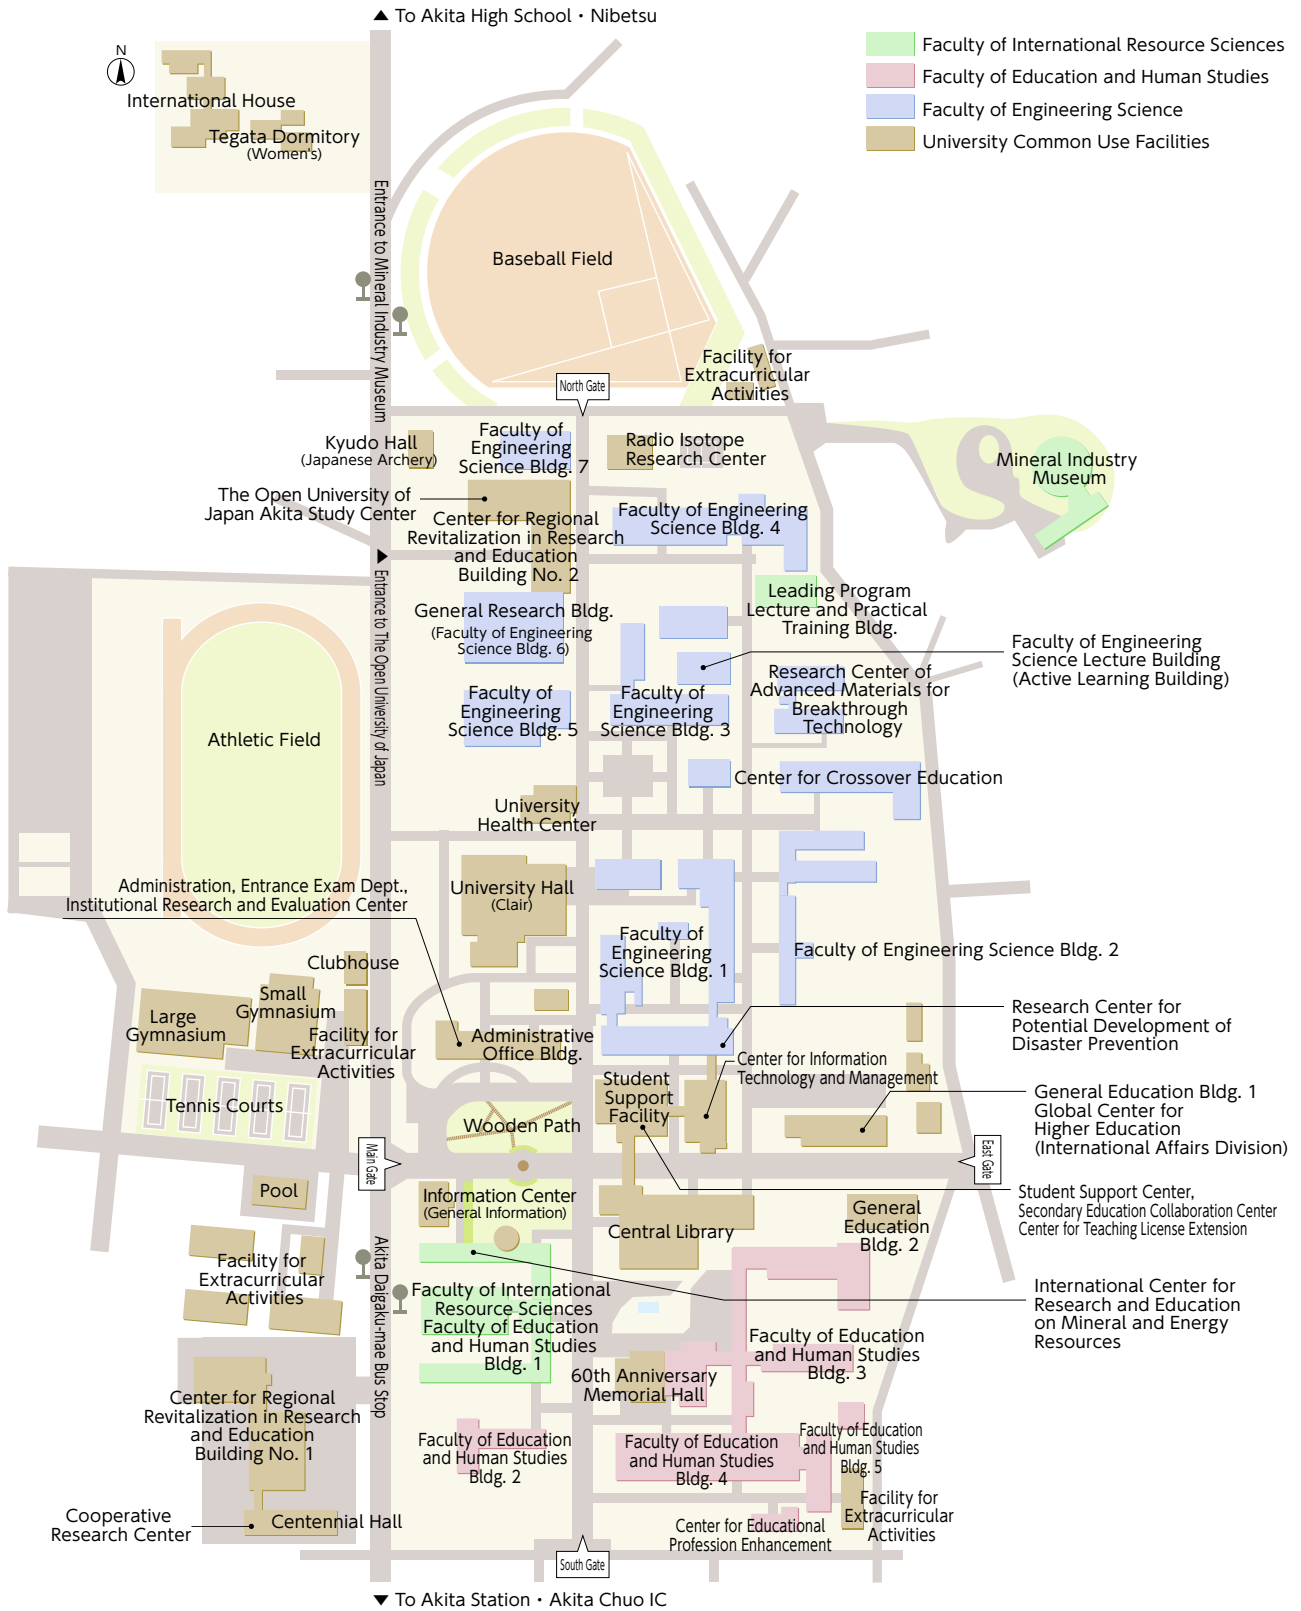 To Akita High School・Nibetsu
N
Faculty of International Resource Sciences
Faculty of Education and Human Studies
Faculty of Engineering Science
University Common Use Facilities
International House
Tegata Dormitory
(Women's)
Entrance to Mineral Industry Museum
Baseball Field
Facility for
Extracurricular
Activities
North Gate
Kyudo Hall
(Japanese Archery)
Faculty of
Engineering
Science Bldg. 7
Radio Isotope
Research Center
Mineral Industry
Museum
The Open University of
Japan Akita Study Center
Center for Regional
Revitalization in Research
and Education
Building No. 2
Faculty of Engineering
Science Bldg. 4
Entrance to The Open University of Japan
General Research Bldg.
(Faculty of Engineering
Science Bldg. 6)
Leading Program
Lecture and Practical
Training Bldg.
Faculty of Engineering
Science Lecture Building
(Active Learning Building)
Research Center of
Advanced Materials for
Breakthrough
Technology
Faculty of
Engineering
Science Bldg. 5
Faculty of
Engineering
Science Bldg. 3
Athletic Field
Center for Crossover Education
University
Health Center
Administration, Entrance Exam Dept.,
Institutional Research and Evaluation Center
University Hall
(Clair)
Faculty of
Engineering
Science Bldg. 1
Faculty of Engineering Science Bldg. 2
Clubhouse
Small
Gymnasium
Large
Gymnasium
Facility for
Extracurricular
Activities
Administrative
Office Bldg.
Research Center for
Potential Development of
Disaster Prevention
Center for Information
Technology and Management
Student
Support
Facility
General Education Bldg. 1
Global Center for
Higher Education
(International Affairs Division)
Tennis Courts
Wooden Path
Main Gate
East Gate
Pool
Information Center
(General Information)
Student Support Center,
Secondary Education Collaboration Center
Center for Teaching License Extension
Central Library
General
Education
Bldg. 2
Facility for
Extracurricular
Activities
Akita Daigaku-mae Bus Stop
Faculty of International
Resource Sciences
Faculty of Education
and Human Studies
Bldg. 1
International Center for
Research and Education
on Mineral and Energy
Resources
Faculty of Education
and Human Studies
Bldg. 3
60th Anniversary
Memorial Hall
Center for Regional
Revitalization in Research
and Education
Building No. 1
Faculty of Education
and Human Studies
Bldg. 2
Faculty of Education
and Human Studies
Bldg. 4
Faculty of Education
and Human Studies
Bldg. 5
Facility for
Extracurricular
Activities
Cooperative
Research Center
Centennial Hall
Center for Educational
Profession Enhancement
South Gate
To Akita Station・Akita Chuo IC